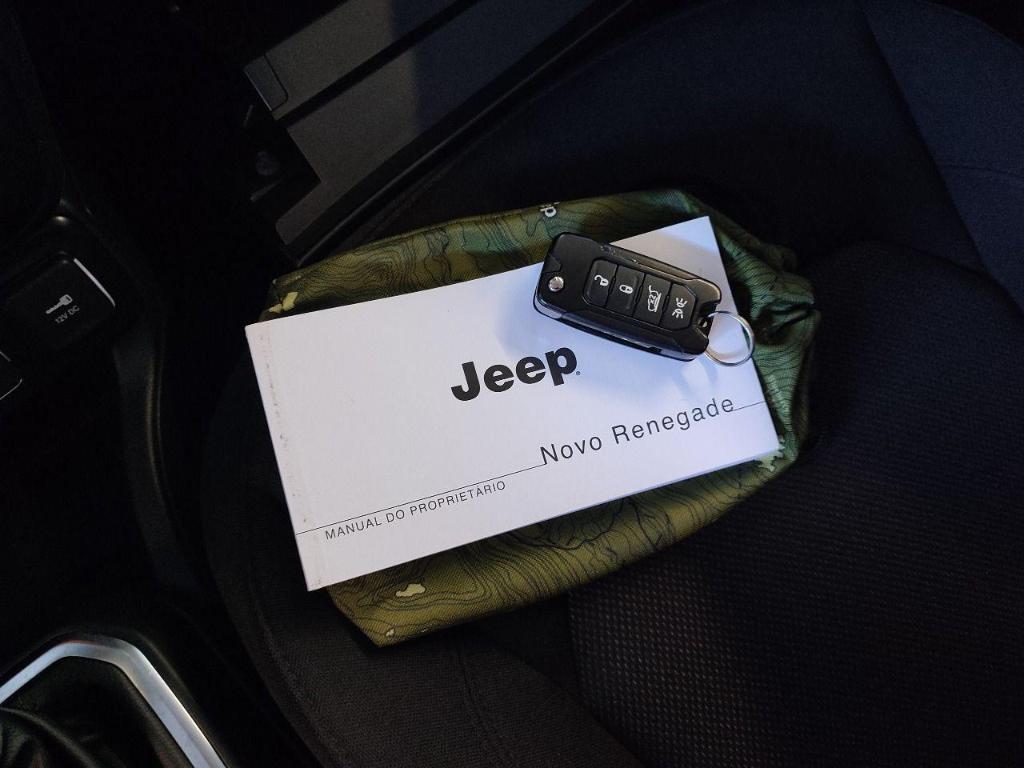 Jeep
Novo Renegade
MANUAL DO PROPRIETÁRIO
12V DC